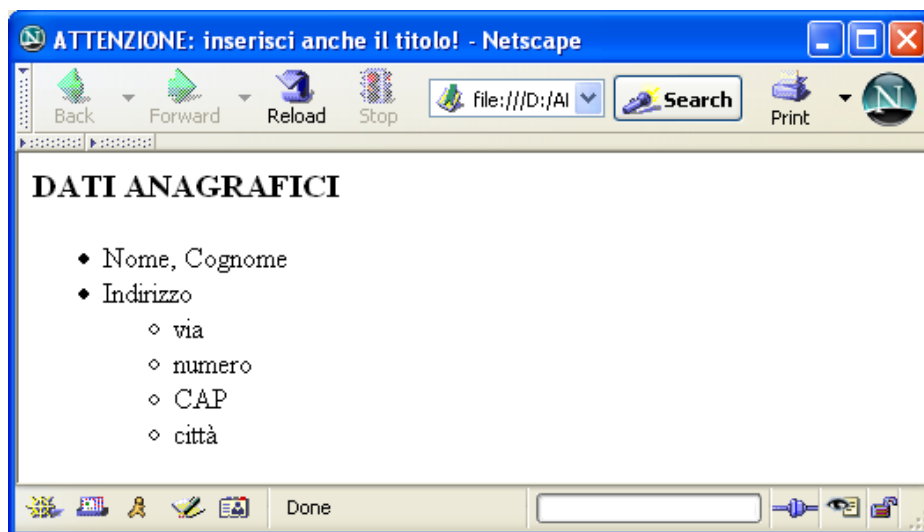 ATTENZIONE: inserisci anche il titolo! - Netscape
Back Forward Reload Stop file:///D:/Al Search Print N
DATI ANAGRAFICI
Nome, Cognome
Indirizzo
via
numero
CAP
città
Done